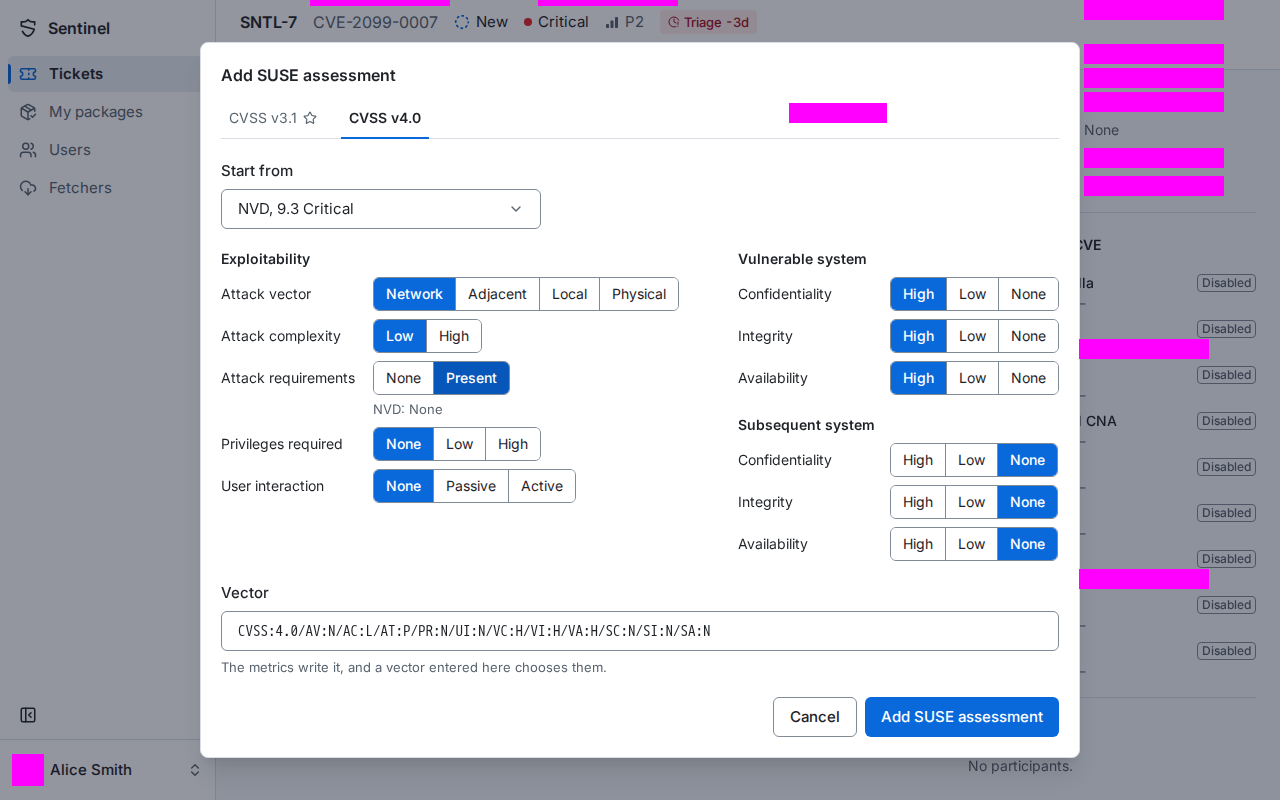 Sentinel
SNTL-7 CVE-2099-0007 New Critical P2 Triage -3d
Tickets
My packages
Users
Fetchers
Alice Smith
Add SUSE assessment
CVSS v3.1 CVSS v4.0
Start from
NVD, 9.3 Critical
Exploitability
Attack vector Network Adjacent Local Physical
Attack complexity Low High
Attack requirements None Present
NVD: None
Privileges required None Low High
User interaction None Passive Active
Vulnerable system
Confidentiality High Low None
Integrity High Low None
Availability High Low None
Subsequent system
Confidentiality High Low None
Integrity High Low None
Availability High Low None
Vector
CVSS:4.0/AV:N/AC:L/AT:P/PR:N/UI:N/VC:H/VI:H/VA:H/SC:N/SI:N/SA:N
The metrics write it, and a vector entered here chooses them.
Cancel Add SUSE assessment
None
CVE
lla Disabled
Disabled
Disabled
CNA Disabled
Disabled
Disabled
Disabled
Disabled
Disabled
No participants.